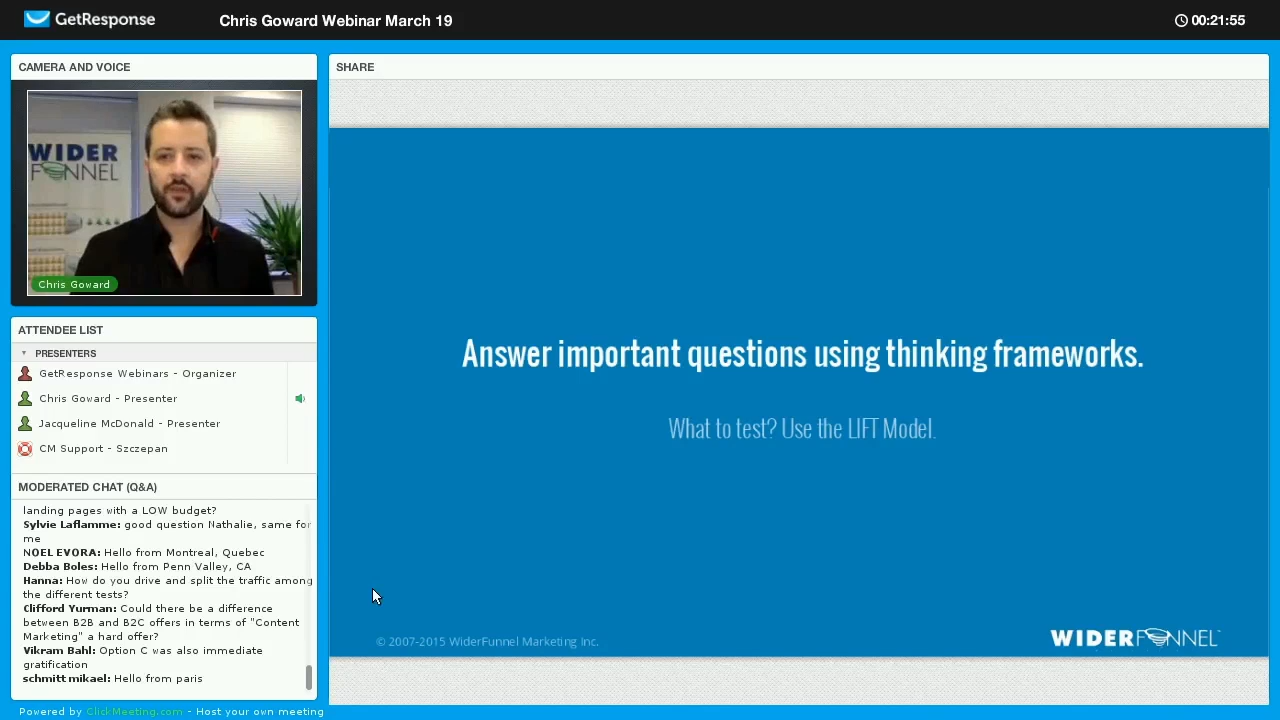 GetResponse
Chris Goward Webinar March 19
00:21:55
CAMERA AND VOICE
WIDER
FUNNEL
Chris Goward
ATTENDEE LIST
PRESENTERS
GetResponse Webinars - Organizer
Chris Goward - Presenter
Jacqueline McDonald - Presenter
CM Support - Szczepan
MODERATED CHAT (Q&A)
landing pages with a LOW budget?
Sylvie Laflamme: good question Nathalie, same for
me
NOEL EVORA: Hello from Montreal, Quebec
Debba Boles: Hello from Penn Valley, CA
Hanna: How do you drive and split the traffic among
the different tests?
Clifford Yurman: Could there be a difference
between B2B and B2C offers in terms of "Content
Marketing" a hard offer?
Vikram Bahl: Option C was also immediate
gratification
schmitt mikael: Hello from paris
Powered by ClickMeeting.com - Host your own meeting
SHARE
Answer important questions using thinking frameworks.
What to test? Use the LIFT Model.
© 2007-2015 WiderFunnel Marketing Inc.
WIDERFUNNEL